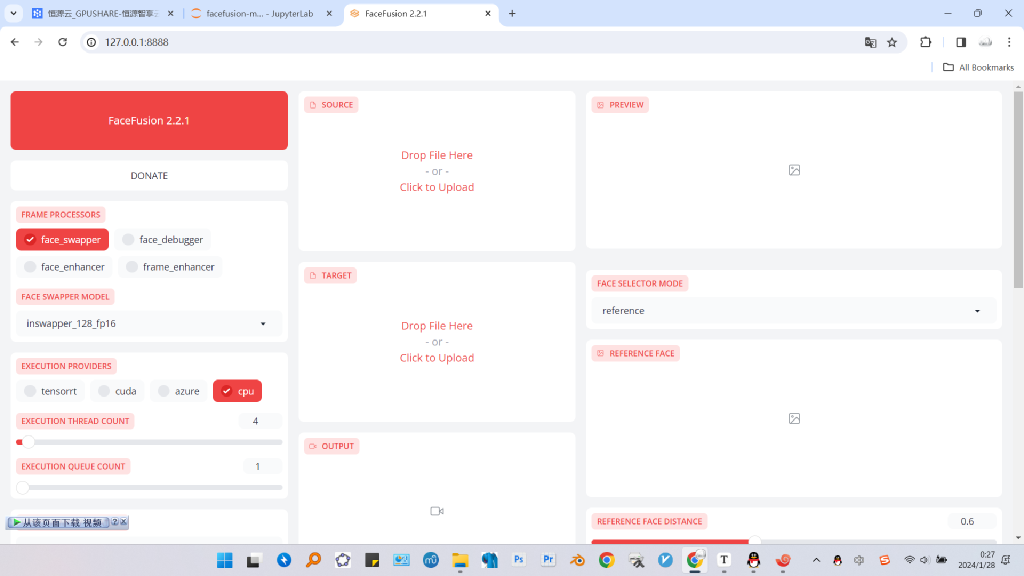 恒源云_GPUSHARE-恒源智享云
facefusion-m... - JupyterLab
FaceFusion 2.2.1
127.0.0.1:8888
All Bookmarks
FaceFusion 2.2.1
DONATE
FRAME PROCESSORS
face_swapper
face_debugger
face_enhancer
frame_enhancer
FACE SWAPPER MODEL
inswapper_128_fp16
EXECUTION PROVIDERS
tensorrt
cuda
azure
cpu
EXECUTION THREAD COUNT
4
EXECUTION QUEUE COUNT
1
从该页面下载 视频
SOURCE
Drop File Here
- or -
Click to Upload
TARGET
Drop File Here
- or -
Click to Upload
OUTPUT
PREVIEW
FACE SELECTOR MODE
reference
REFERENCE FACE
REFERENCE FACE DISTANCE
0.6
Ps
Pr
T
0:27
2024/1/28